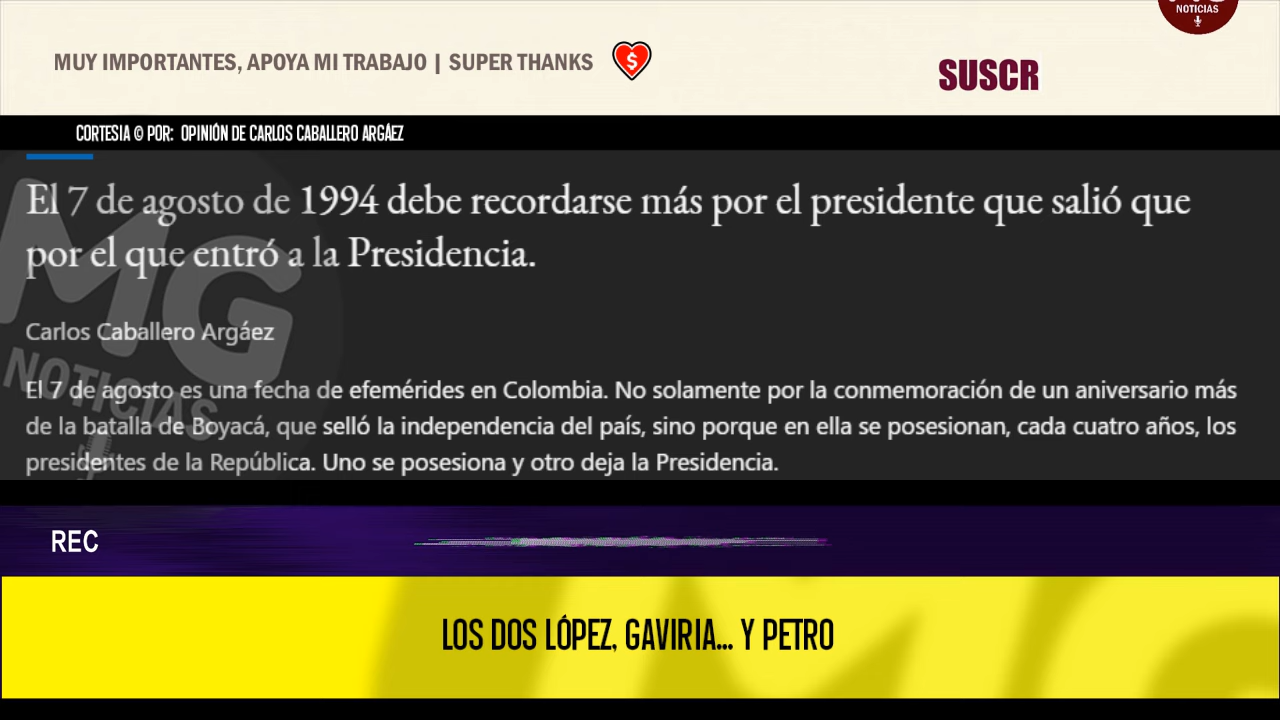 NOTICIAS
MUY IMPORTANTES, APOYA MI TRABAJO | SUPER THANKS
$
SUSCR
CORTESIA © POR: OPINIÓN DE CARLOS CABALLERO ARGÁEZ
El 7 de agosto de 1994 debe recordarse más por el presidente que salió que
por el que entró a la Presidencia.
MG
NOTICIAS
Carlos Caballero Argáez
El 7 de agosto es una fecha de efemérides en Colombia. No solamente por la conmemoración de un aniversario más
de la batalla de Boyacá, que selló la independencia del país, sino porque en ella se posesionan, cada cuatro años, los
presidentes de la República. Uno se posesiona y otro deja la Presidencia.
REC
LOS DOS LÓPEZ, GAVIRIA... Y PETRO